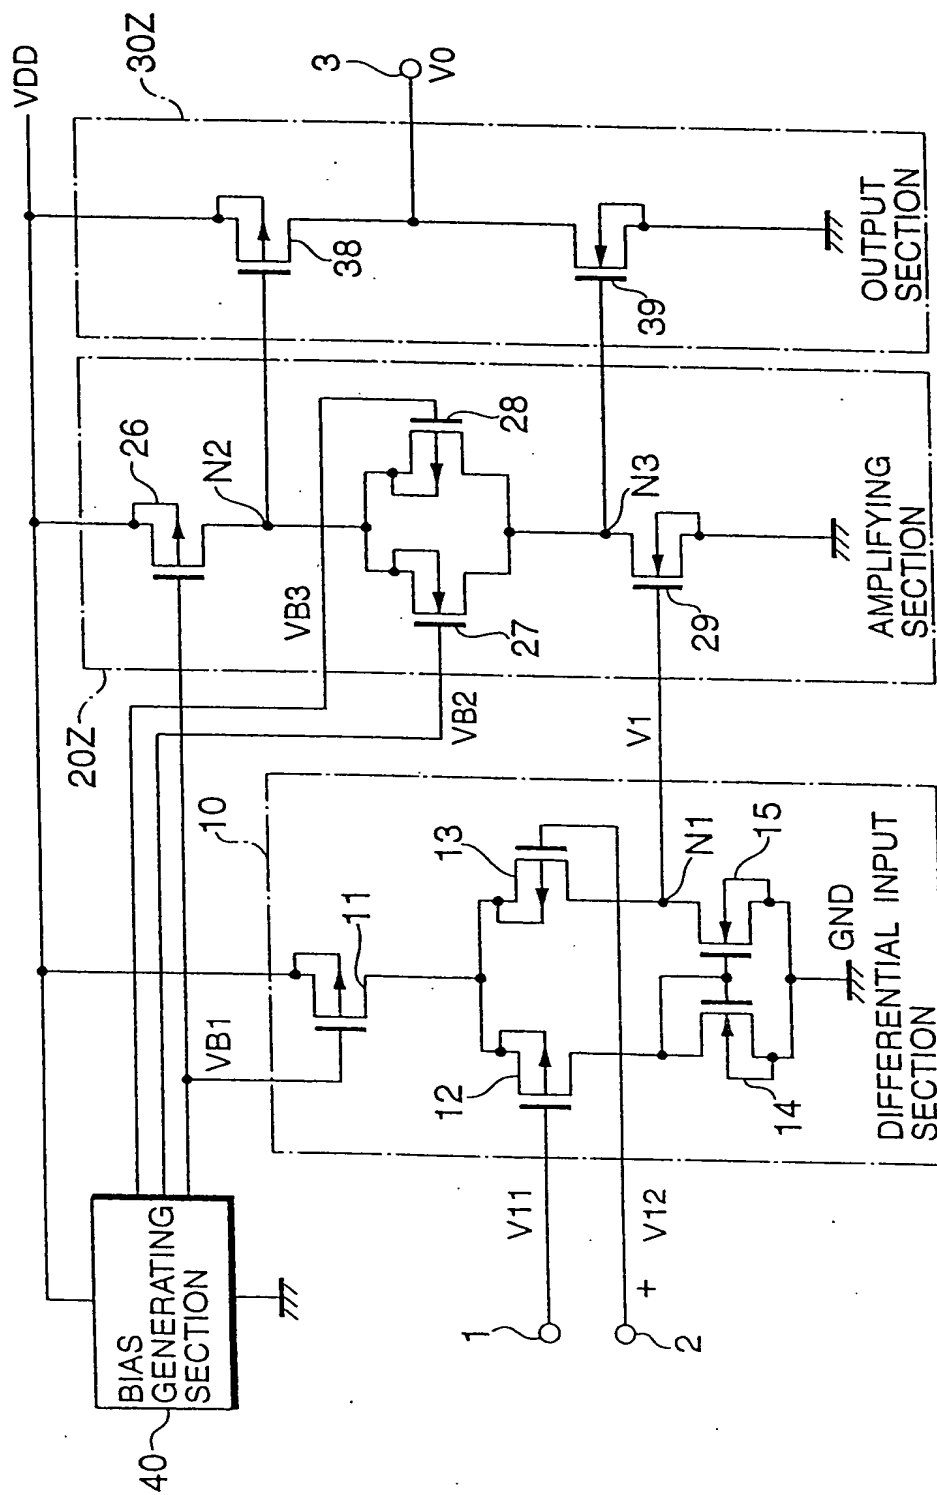 VDD
30Z
3
V0
38
39
OUTPUT
SECTION
26
N2
28
VB3
27
N3
29
AMPLIFYING
SECTION
20Z
VB2
V1
10
13
11
12
N1
15
14
GND
DIFFERENTIAL INPUT
SECTION
VB1
BIAS
GENERATING
SECTION
40
V11
V12
1
2
+